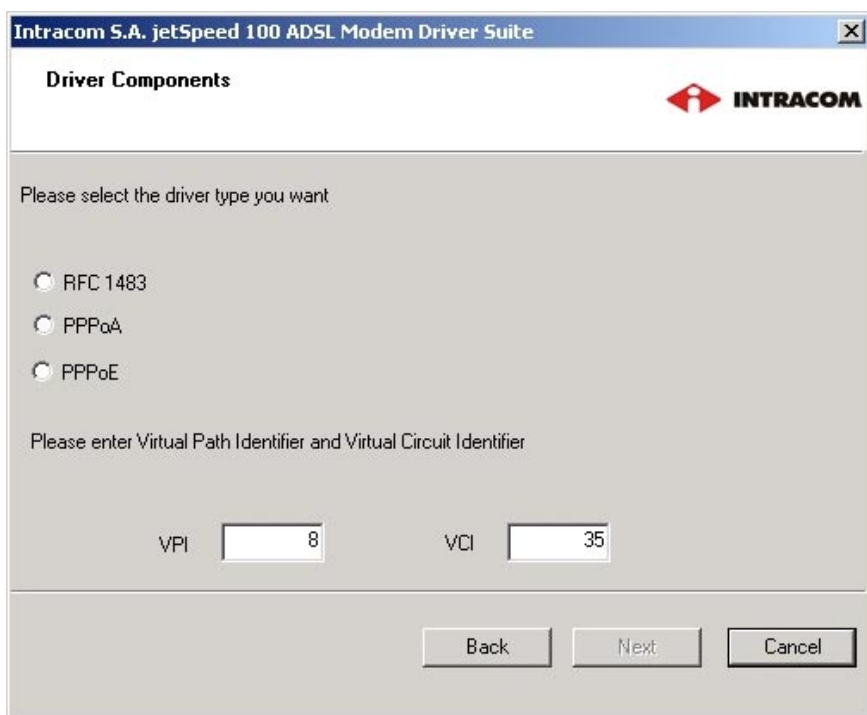 Intracom S.A. jetSpeed 100 ADSL Modem Driver Suite
Driver Components
INTRACOM
Please select the driver type you want
RFC 1483
PPPoA
PPPoE
Please enter Virtual Path Identifier and Virtual Circuit Identifier
VPI 8 VCI 35
Back Next Cancel